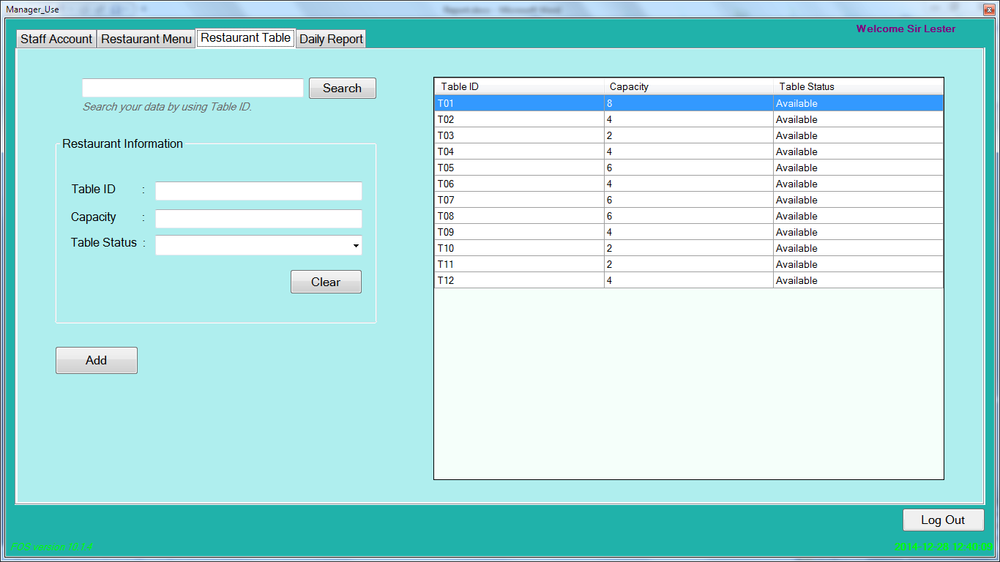 Manager_Use
Report.docx - Microsoft Word
Welcome Sir Lester
Staff Account Restaurant Menu Restaurant Table Daily Report
Search
Search your data by using Table ID.
Restaurant Information
Table ID :
Capacity :
Table Status :
Clear
Add
Table ID Capacity Table Status
T01 8 Available
T02 4 Available
T03 2 Available
T04 4 Available
T05 6 Available
T06 4 Available
T07 6 Available
T08 6 Available
T09 4 Available
T10 2 Available
T11 2 Available
T12 4 Available
Log Out
FOS version 10.1.4
2014-12-28 12:40:09